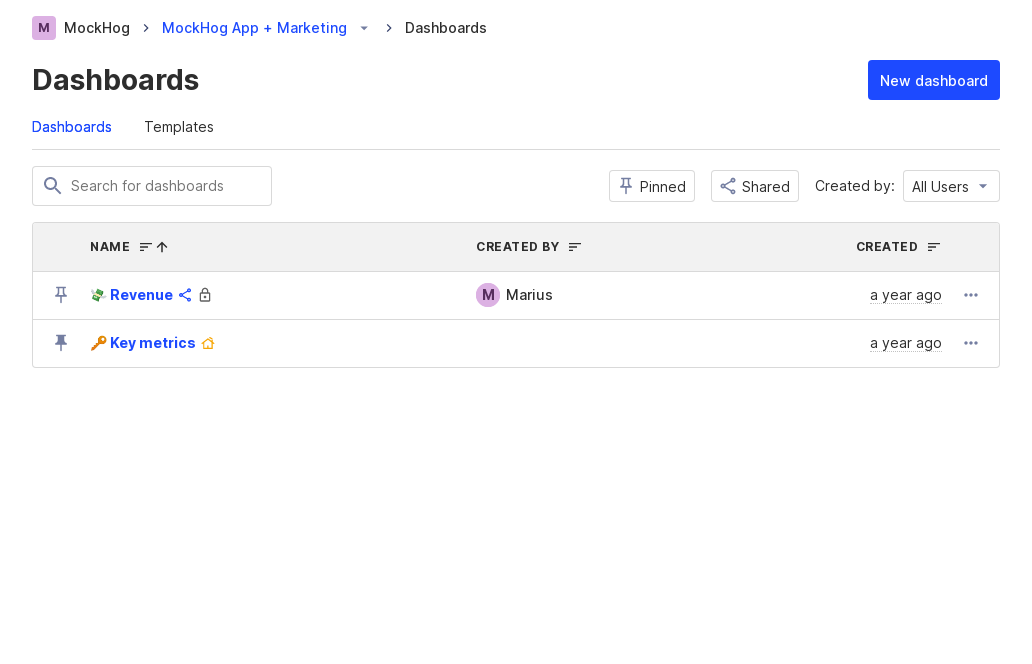 M MockHog MockHog App + Marketing Dashboards
Dashboards
New dashboard
Dashboards Templates
Search for dashboards
Pinned Shared Created by: All Users
NAME CREATED BY CREATED
Revenue M Marius a year ago
Key metrics a year ago